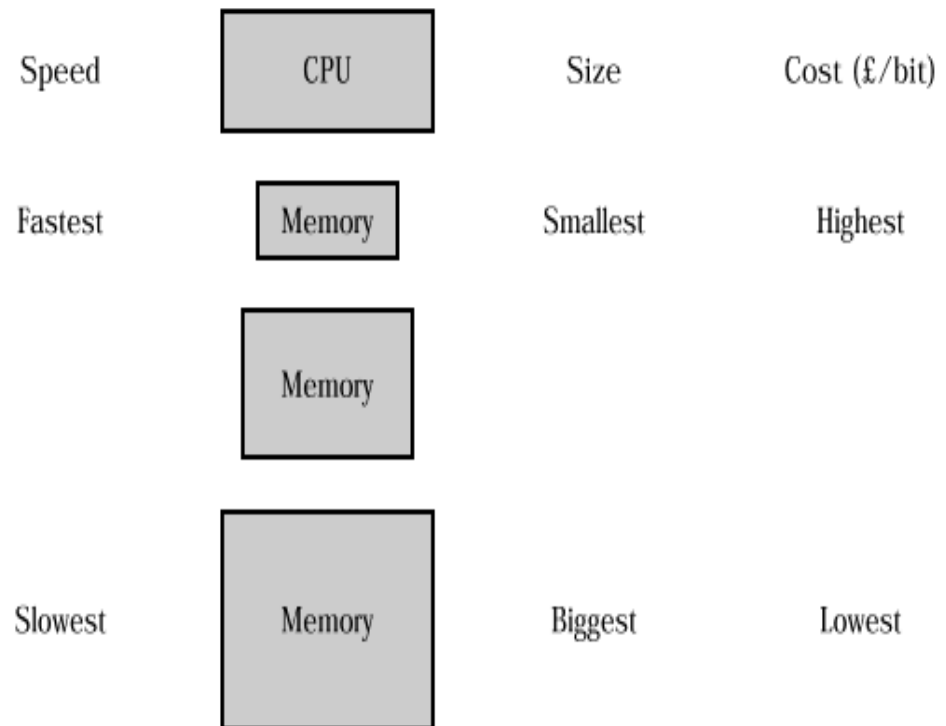 Speed CPU Size Cost (£/bit)
Fastest Memory Smallest Highest
Memory
Slowest Memory Biggest Lowest